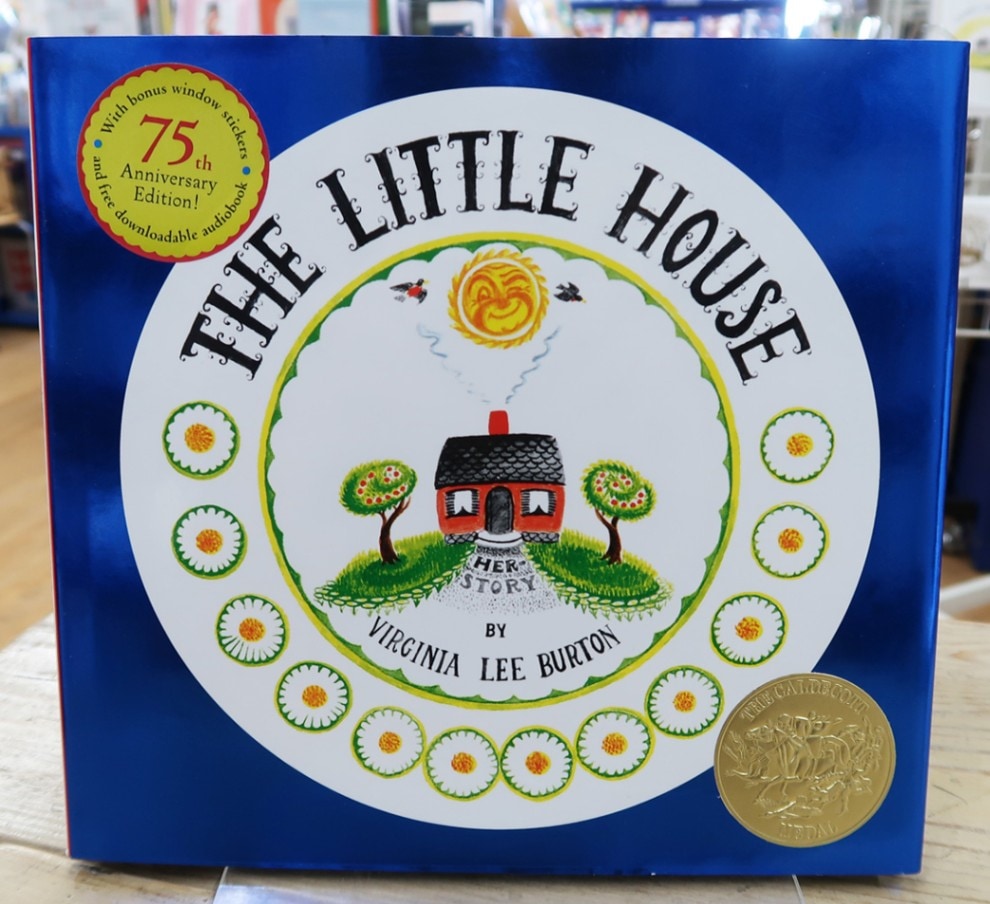 With bonus window stickers
75th
Anniversary
Edition!
and free downloadable audiobook
THE LITTLE HOUSE
HER-
STORY
BY
VIRGINIA LEE BURTON
THE CALDECOTT
MEDAL